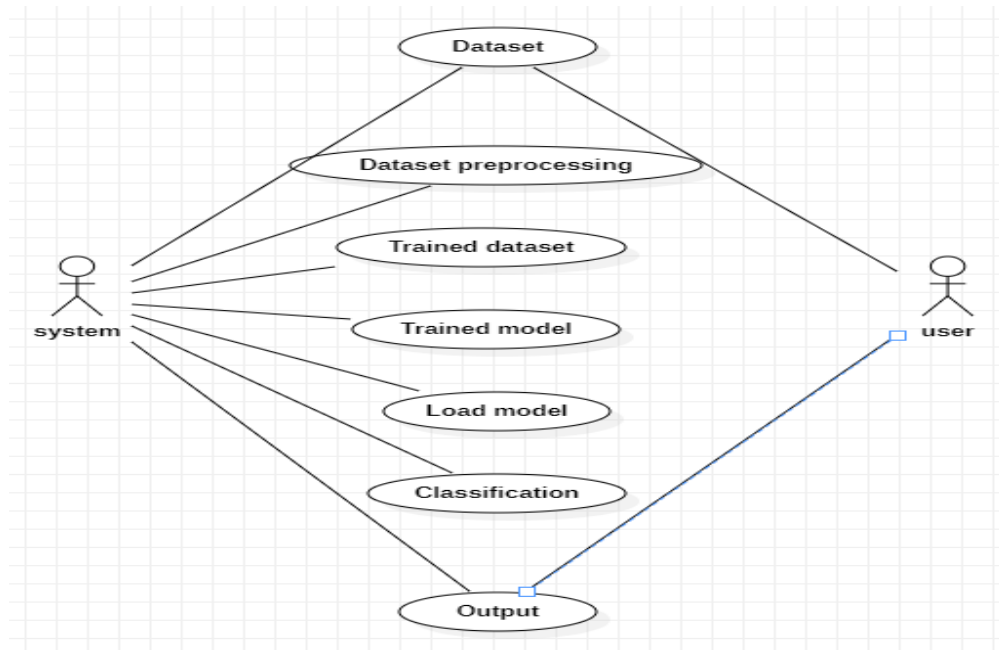 Dataset
Dataset preprocessing
Trained dataset
system
Trained model
user
Load model
Classification
Output